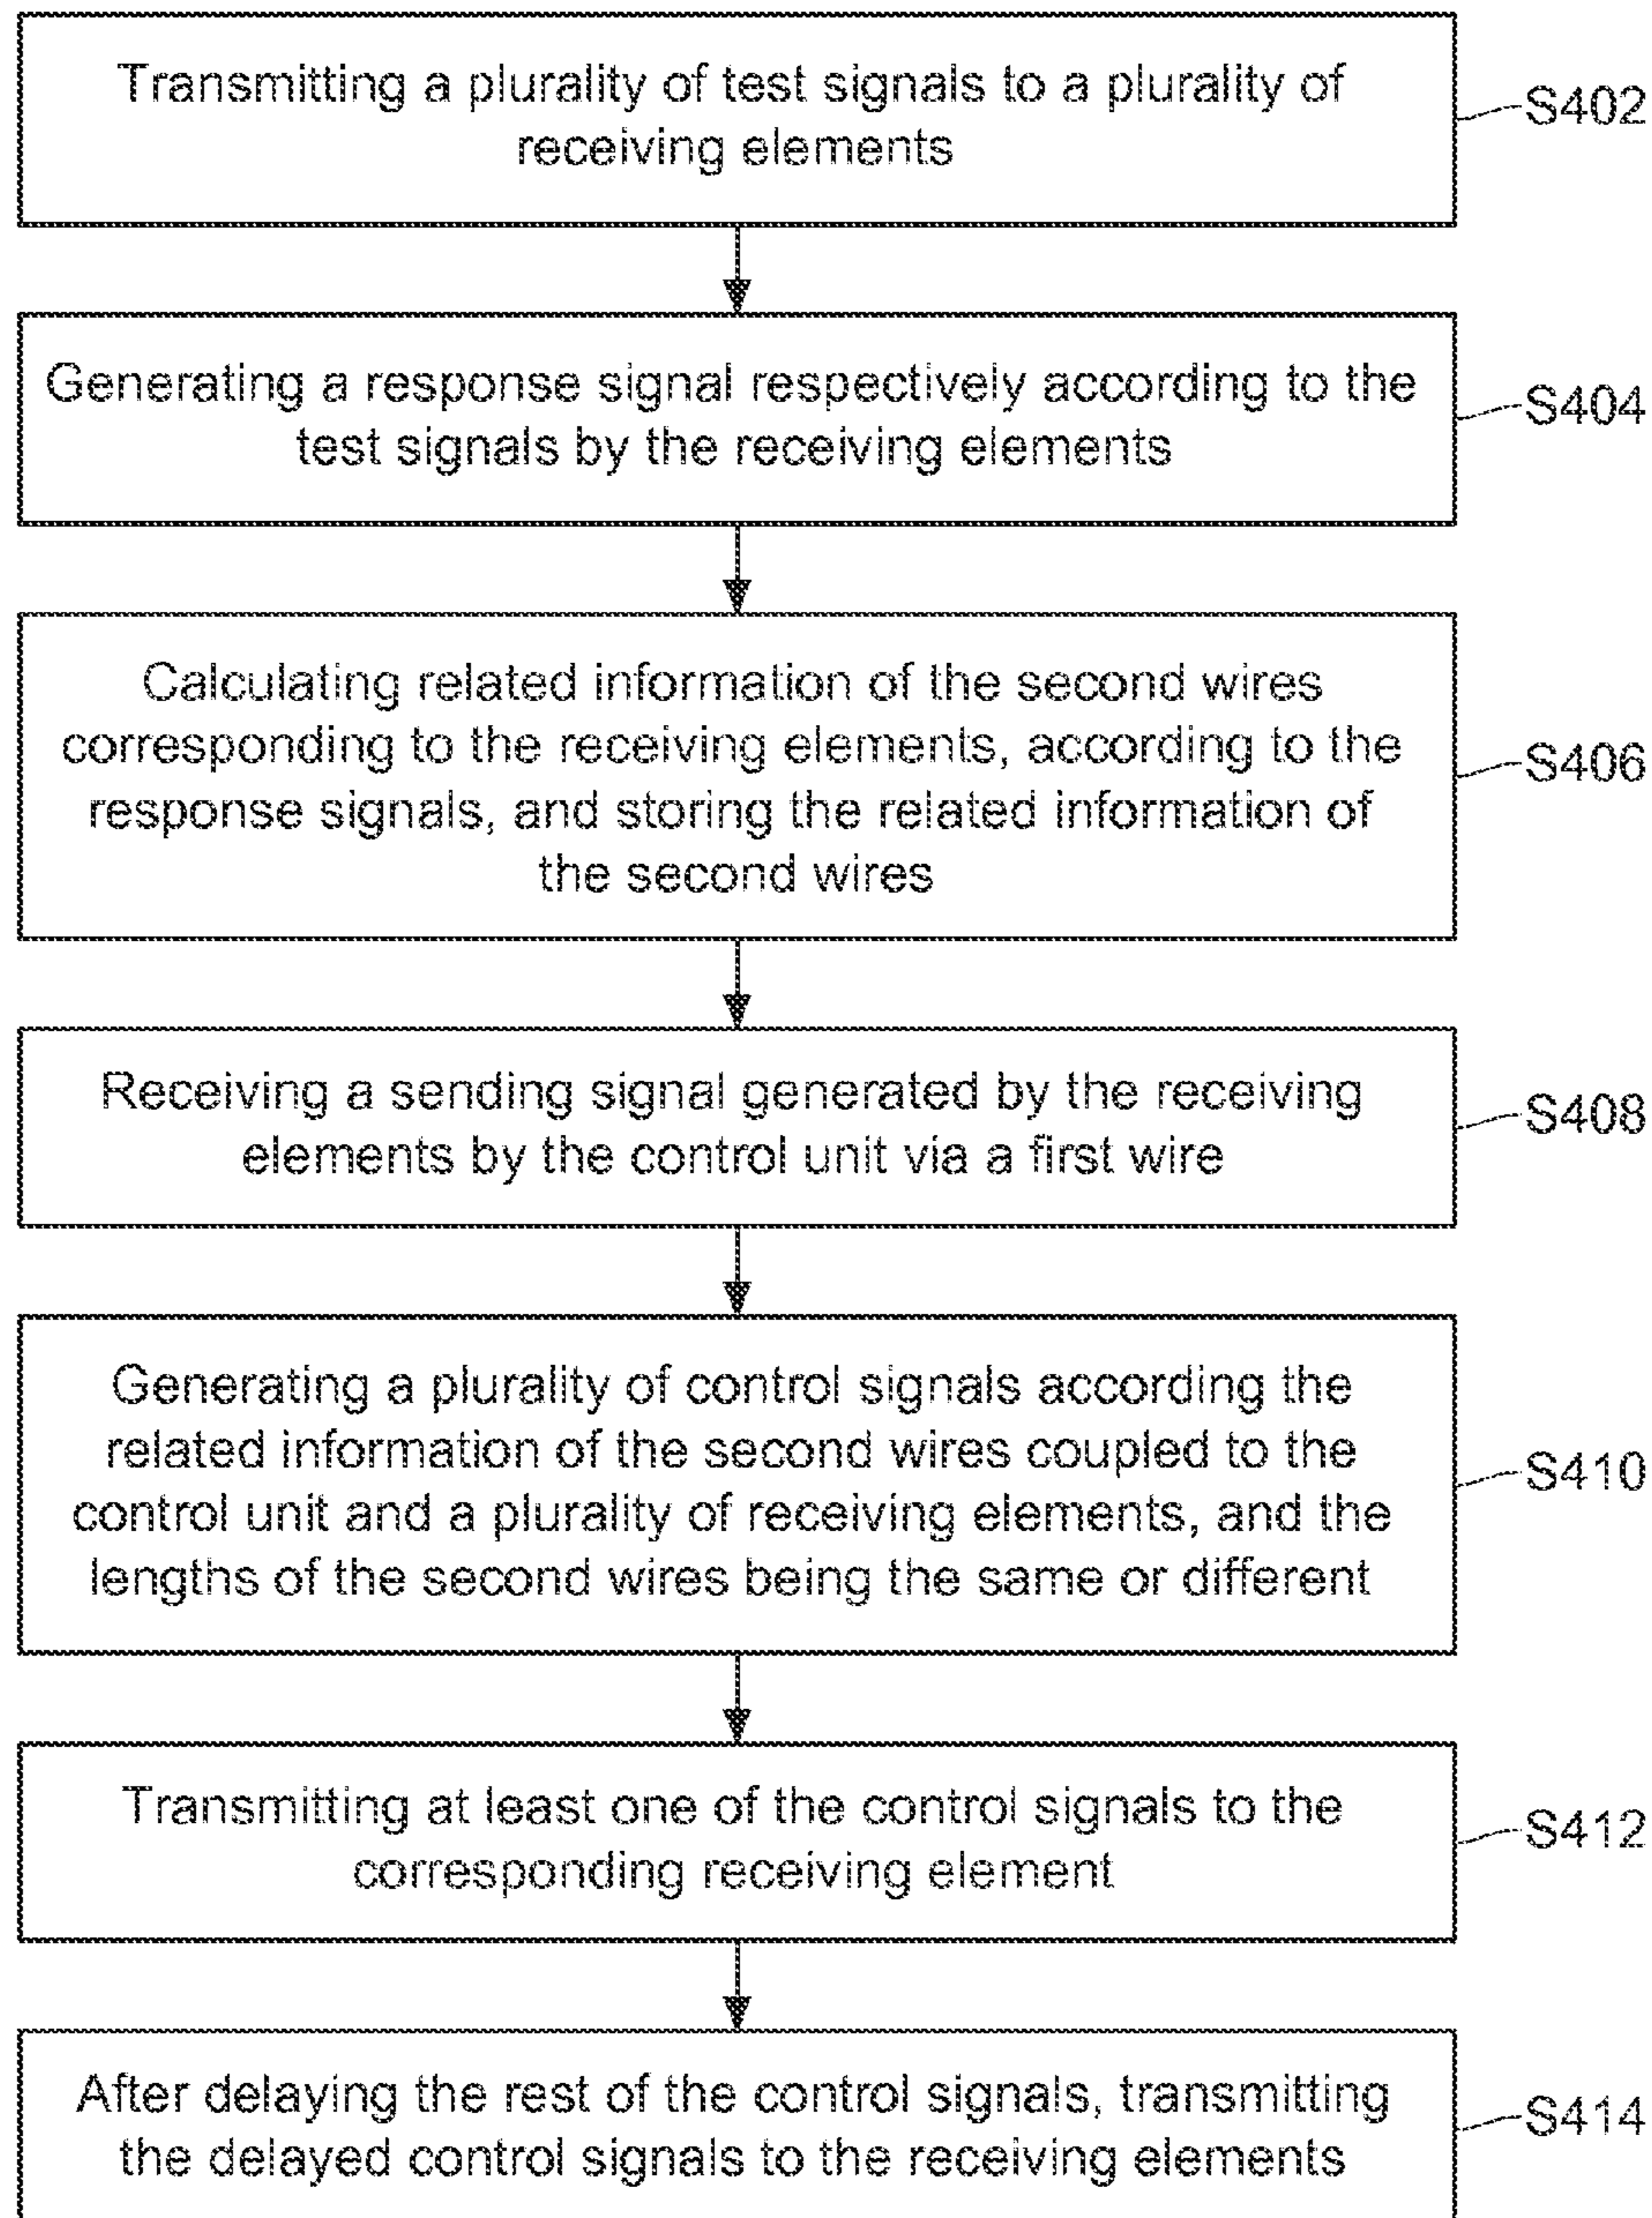 Transmitting a plurality of test signals to a plurality of
receiving elements
S402
Generating a response signal respectively according to the
test signals by the receiving elements
S404
Calculating related information of the second wires
corresponding to the receiving elements, according to the
response signals, and storing the related information of
the second wires
S406
Receiving a sending signal generated by the receiving
elements by the control unit via a first wire
S408
Generating a plurality of control signals according the
related information of the second wires coupled to the
control unit and a plurality of receiving elements, and the
lengths of the second wires being the same or different
S410
Transmitting at least one of the control signals to the
corresponding receiving element
S412
After delaying the rest of the control signals, transmitting
the delayed control signals to the receiving elements
S414